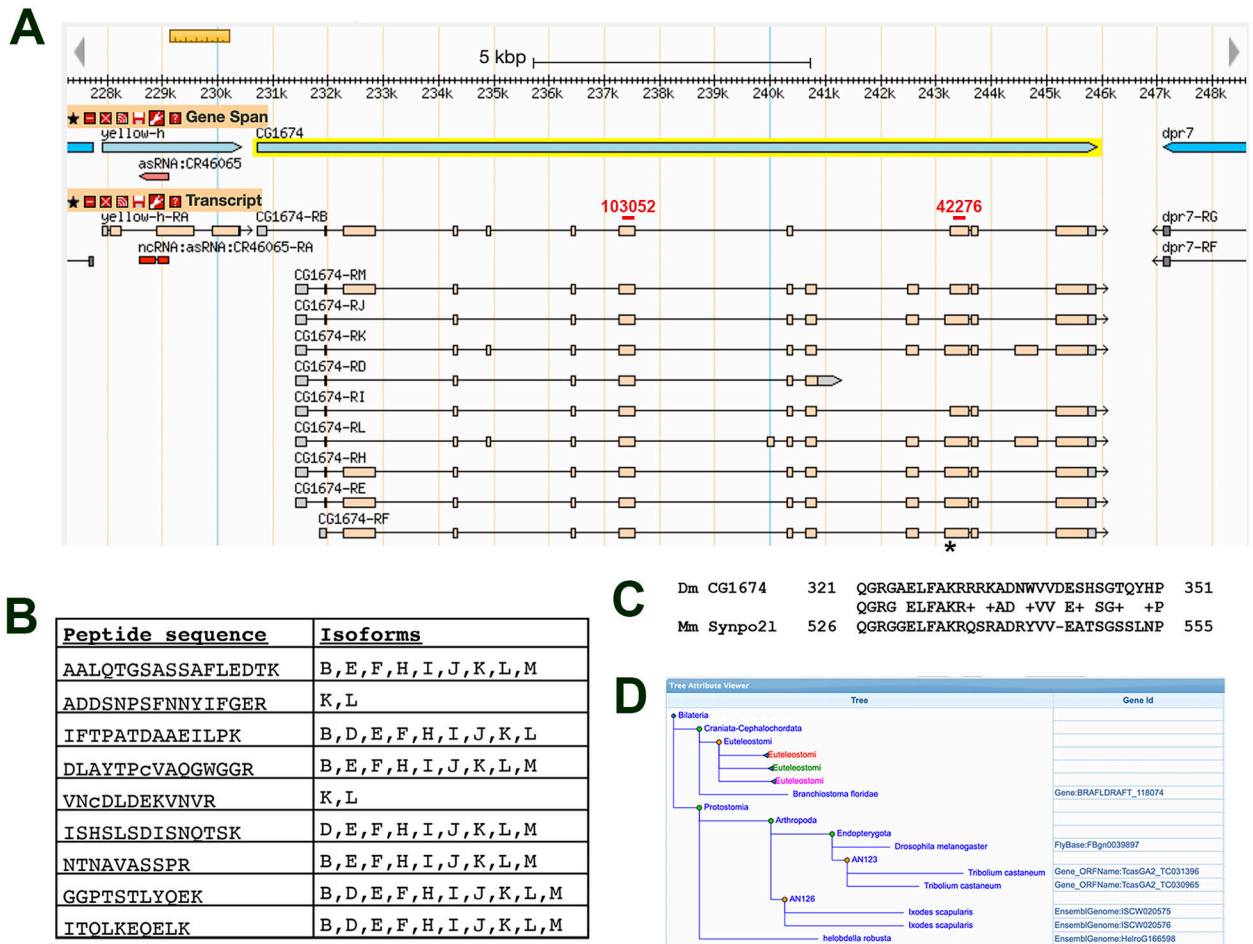 A
5 kbp
228k 229k 230k 231k 232k 233k 234k 235k 236k 237k 238k 239k 240k 241k 242k 243k 244k 245k 246k 247k 248k
Gene Span
yellow-h CG1674 dpr7
asRNA:CR46065
Transcript
103052 42276
yellow-h-RA CG1674-RB dpr7-RG
ncRNA:asRNA:CR46065-RA dpr7-RF
CG1674-RM
CG1674-RJ
CG1674-RK
CG1674-RD
CG1674-RI
CG1674-RL
CG1674-RH
CG1674-RE
CG1674-RF
*
B
Peptide sequence Isoforms
AALQTGSASSAFLEDTK B,E,F,H,I,J,K,L,M
ADDSNPSFNNYIFGER K,L
IFTPATDAAEILPK B,D,E,F,H,I,J,K,L
DLAYTPcVAQGWGGR B,E,F,H,I,J,K,L,M
VNcDLDEKVNVR K,L
ISHSLSDISNQTSK D,E,F,H,I,J,K,L,M
NTNAVASSPR B,E,F,H,I,J,K,L,M
GGPTSTLYQEK B,D,E,F,H,I,J,K,L,M
ITQLKEQELK B,D,E,F,H,I,J,K,L,M
C
Dm CG1674 321 QGRGAELFAKRRRKADNWVVDESHSGTQYHP 351
QGRG ELFAKR+ +AD +VV E+ SG+ +P
Mm Synpo2l 526 QGRGGELFAKRQSRADRYVV-EATSGSSLNP 555
D
Tree Attribute Viewer
Tree Gene Id
Bilateria
Craniata-Cephalochordata
Euteleostomi
Euteleostomi
Euteleostomi
Euteleostomi
Branchiostoma floridae Gene:BRAFLDRAFT_118074
Protostomia
Arthropoda
Endopterygota
Drosophila melanogaster FlyBase:FBgn0039897
AN123
Tribolium castaneum Gene_ORFName:TcasGA2_TC031396
Tribolium castaneum Gene_ORFName:TcasGA2_TC030965
AN126
Ixodes scapularis EnsemblGenome:ISCW020575
Ixodes scapularis EnsemblGenome:ISCW020576
helobdella robusta EnsemblGenome:HelroG166598